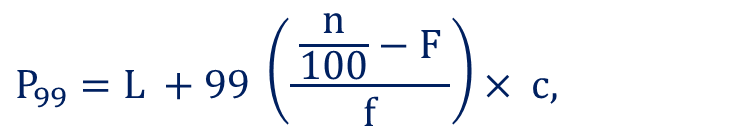 P₉₉ = L + 99 ( ( n/100 − F ) / f ) × c,